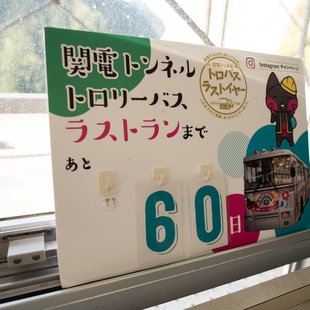 関電トンネル
トロリーバス
ラストランまで
あと
60日
トロバス
ラストイヤー
Instagram キャンペーン